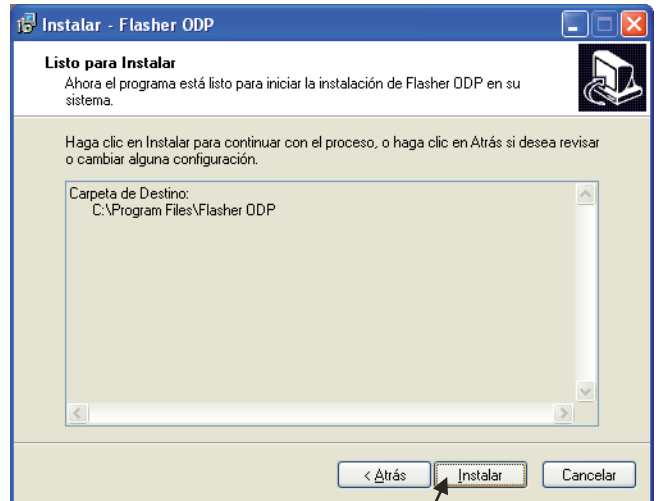 Instalar - Flasher ODP
Listo para Instalar
Ahora el programa está listo para iniciar la instalación de Flasher ODP en su
sistema.
Haga clic en Instalar para continuar con el proceso, o haga clic en Atrás si desea revisar
o cambiar alguna configuración.
Carpeta de Destino:
C:\Program Files\Flasher ODP
< Atrás
Instalar
Cancelar